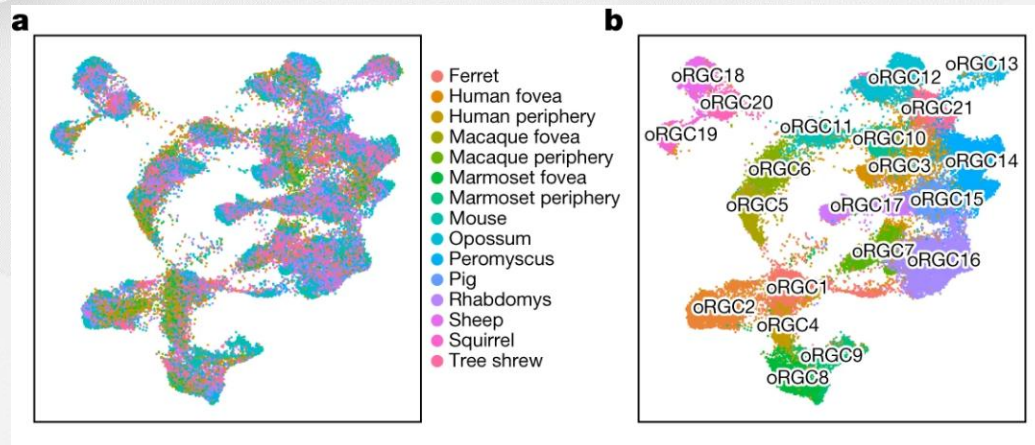 a
Ferret
Human fovea
Human periphery
Macaque fovea
Macaque periphery
Marmoset fovea
Marmoset periphery
Mouse
Opossum
Peromyscus
Pig
Rhabdomys
Sheep
Squirrel
Tree shrew
b
oRGC13
oRGC18
oRGC12
oRGC20
oRGC21
oRGC19
oRGC11
oRGC10
oRGC14
oRGC6
oRGC3
oRGC5
oRGC17
oRGC15
oRGC7
oRGC16
oRGC1
oRGC2
oRGC4
oRGC9
oRGC8